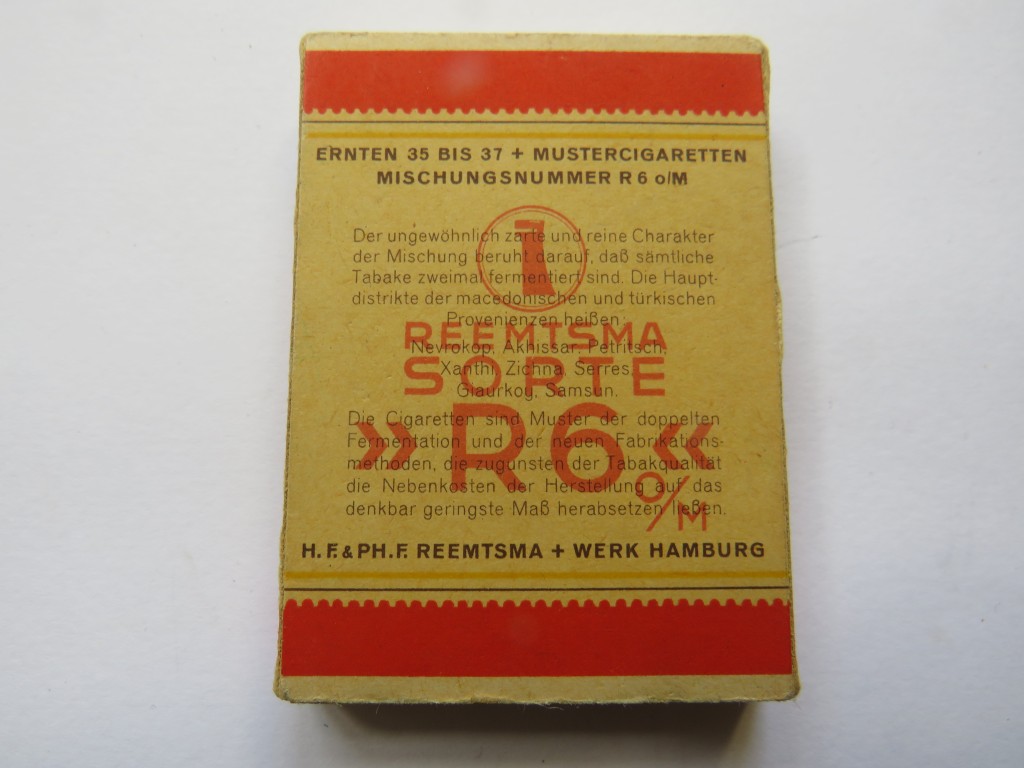 ERNTEN 35 BIS 37 + MUSTERCIGARETTEN
MISCHUNGSNUMMER R 6 o/M
Der ungewöhnlich zarte und reine Charakter
der Mischung beruht darauf, daß sämtliche
Tabake zweimal fermentiert sind. Die Haupt-
distrikte der macedonischen und türkischen
Provenienzen heißen:
REEMTSMA
Nevrokop, Akhissar, Petritsch,
Xanthi, Zichna, Serres,
SORTE
Giaurkoy, Samsun.
Die Cigaretten sind Muster der doppelten
Fermentation und der neuen Fabrikations-
» R6 «
methoden, die zugunsten der Tabakqualität
die Nebenkosten der Herstellung auf das
denkbar geringste Maß herabsetzen ließen.
o/M
H. F. & PH. F. REEMTSMA + WERK HAMBURG